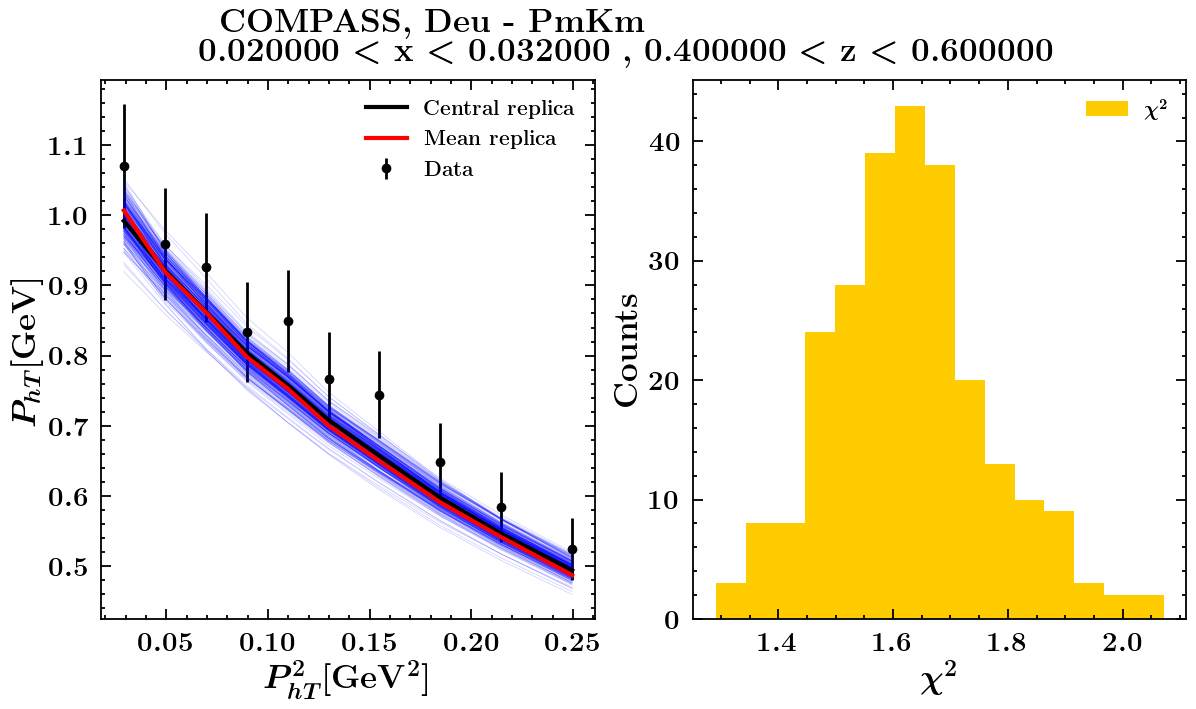 COMPASS, Deu - PmKm
0.020000 < x < 0.032000 , 0.400000 < z < 0.600000
Central replica
Mean replica
Data
1.1
1.0
0.9
0.8
0.7
0.6
0.5
P_{hT}[GeV]
0.05 0.10 0.15 0.20 0.25
P_{hT}^2[GeV^2]
χ²
40
30
20
10
0
Counts
1.4 1.6 1.8 2.0
χ²